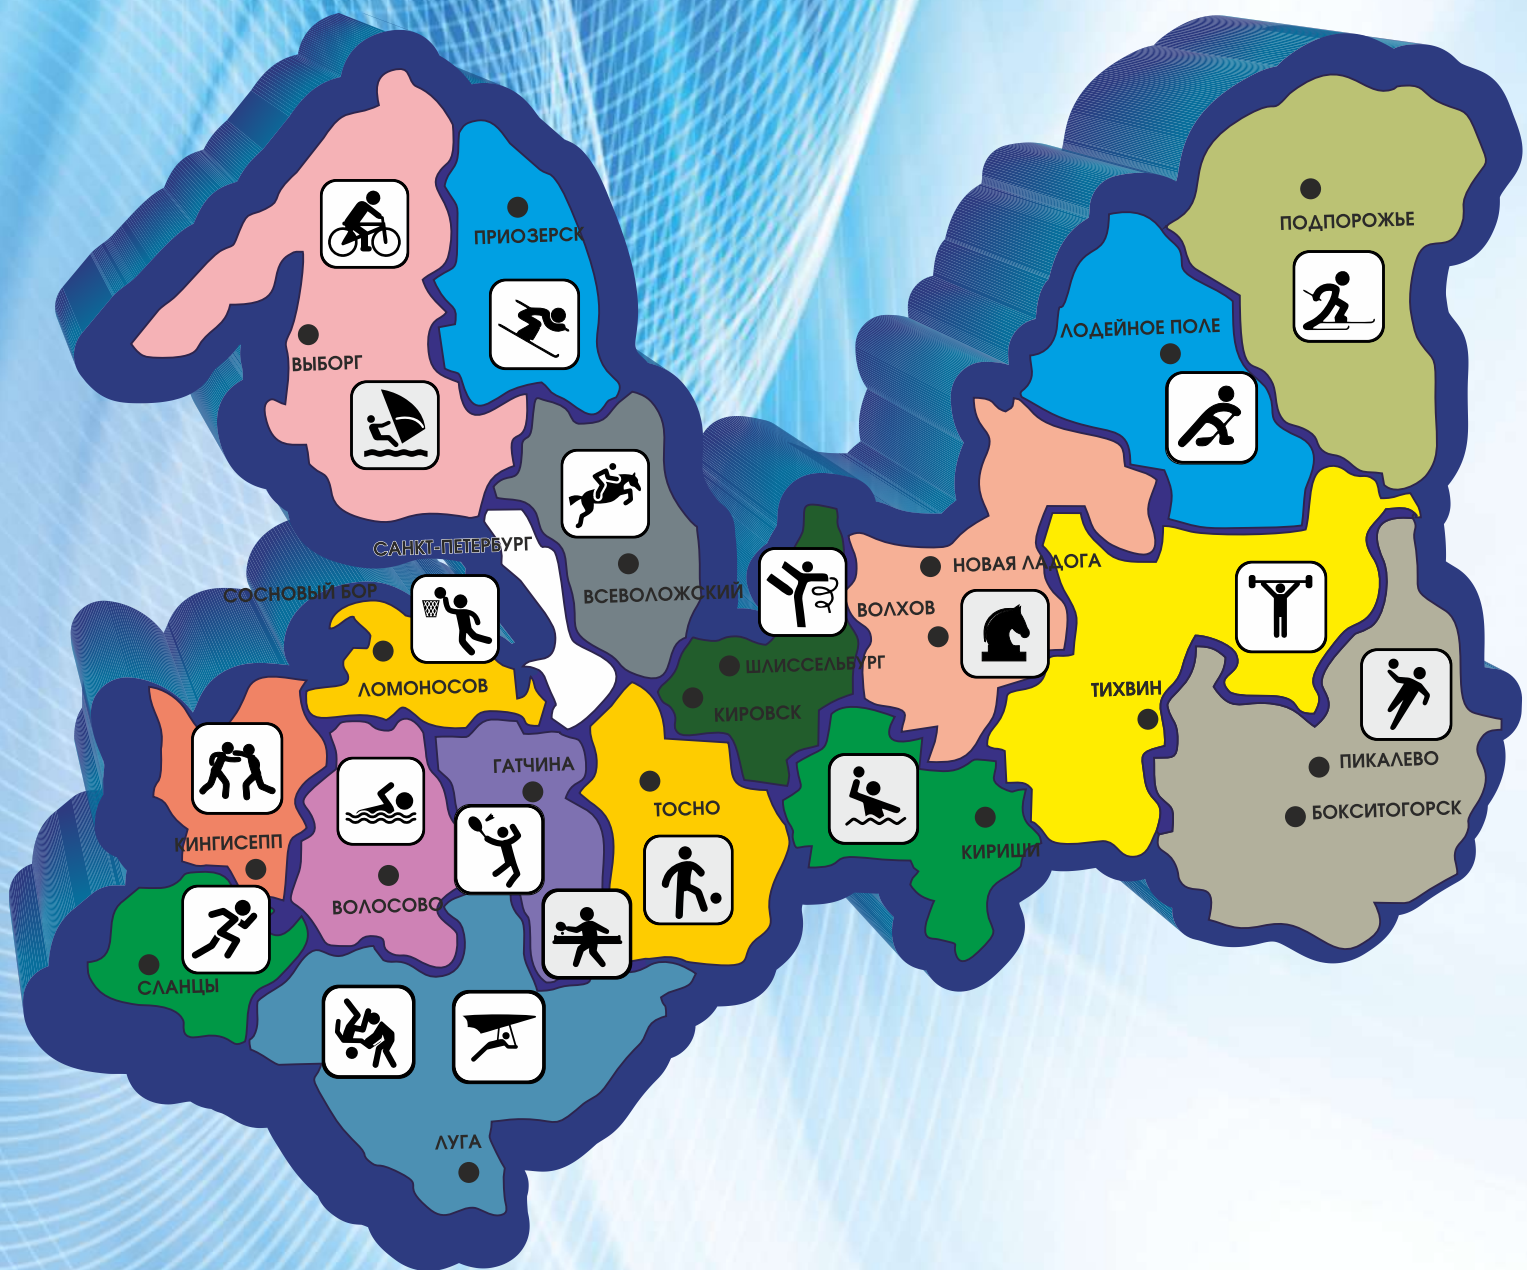 ПРИОЗЕРСК
ПОДПОРОЖЬЕ
ЛОДЕЙНОЕ ПОЛЕ
ВЫБОРГ
САНКТ-ПЕТЕРБУРГ
НОВАЯ ЛАДОГА
СОСНОВЫЙ БОР
ВСЕВОЛОЖСКИЙ
ВОЛХОВ
ШЛИССЕЛЬБУРГ
ЛОМОНОСОВ
ТИХВИН
КИРОВСК
ГАТЧИНА
ПИКАЛЕВО
ТОСНО
БОКСИТОГОРСК
КИНГИСЕПП
КИРИШИ
ВОЛОСОВО
СЛАНЦЫ
ЛУГА